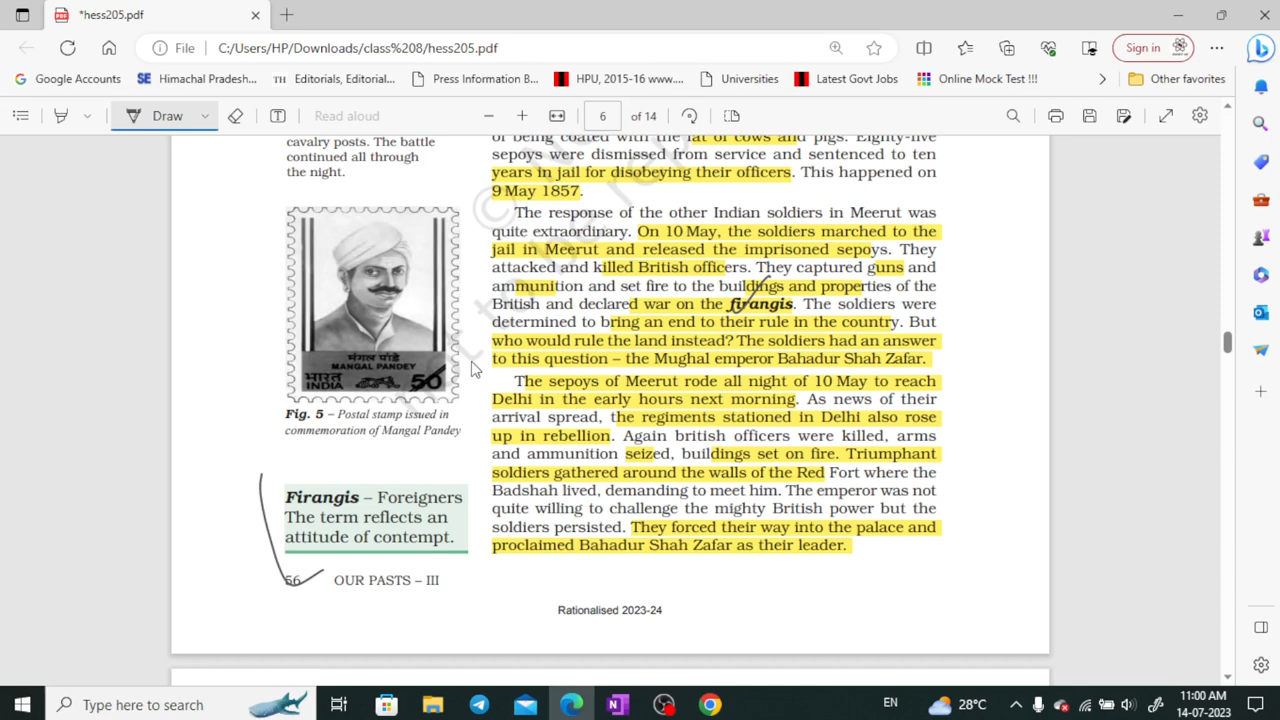 *hess205.pdf
File C:/Users/HP/Downloads/class%208/hess205.pdf
Sign in
Google Accounts SE Himachal Pradesh... TH Editorials, Editorial... Press Information B... HPU, 2015-16 www.... Universities Latest Govt Jobs Online Mock Test !!! Other favorites
Draw Read aloud 6 of 14
cavalry posts. The battle
continued all through
the night.
of being coated with the fat of cows and pigs. Eighty-five
sepoys were dismissed from service and sentenced to ten
years in jail for disobeying their officers. This happened on
9 May 1857.
The response of the other Indian soldiers in Meerut was
quite extraordinary. On 10 May, the soldiers marched to the
jail in Meerut and released the imprisoned sepoys. They
attacked and killed British officers. They captured guns and
ammunition and set fire to the buildings and properties of the
British and declared war on the firangis. The soldiers were
determined to bring an end to their rule in the country. But
who would rule the land instead? The soldiers had an answer
to this question – the Mughal emperor Bahadur Shah Zafar.
The sepoys of Meerut rode all night of 10 May to reach
Delhi in the early hours next morning. As news of their
arrival spread, the regiments stationed in Delhi also rose
up in rebellion. Again british officers were killed, arms
and ammunition seized, buildings set on fire. Triumphant
soldiers gathered around the walls of the Red Fort where the
Badshah lived, demanding to meet him. The emperor was not
quite willing to challenge the mighty British power but the
soldiers persisted. They forced their way into the palace and
proclaimed Bahadur Shah Zafar as their leader.
मंगल पांडे
MANGAL PANDEY
भारत
INDIA
50
Fig. 5 – Postal stamp issued in
commemoration of Mangal Pandey
Firangis – Foreigners
The term reflects an
attitude of contempt.
56 OUR PASTS – III
Rationalised 2023-24
Type here to search
28°C
EN
11:00 AM
14-07-2023